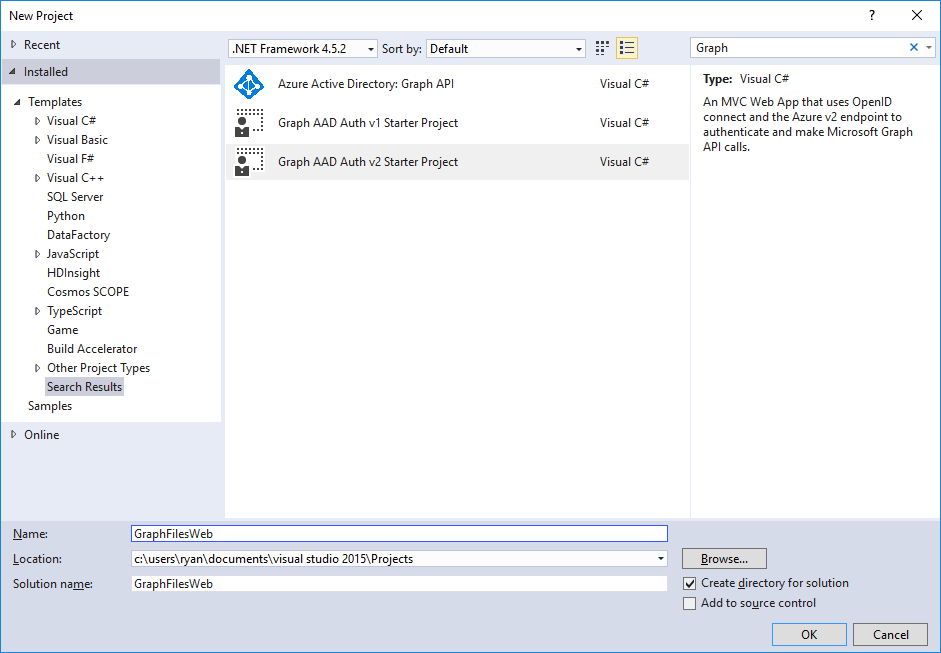 New Project
?
Recent
.NET Framework 4.5.2
Sort by:
Default
Graph
Installed
Templates
Visual C#
Visual Basic
Visual F#
Visual C++
SQL Server
Python
DataFactory
JavaScript
HDInsight
Cosmos SCOPE
TypeScript
Game
Build Accelerator
Other Project Types
Search Results
Samples
Online
Azure Active Directory: Graph API Visual C#
Graph AAD Auth v1 Starter Project Visual C#
Graph AAD Auth v2 Starter Project Visual C#
Type: Visual C#
An MVC Web App that uses OpenID
connect and the Azure v2 endpoint to
authenticate and make Microsoft Graph
API calls.
Name: GraphFilesWeb
Location: c:\users\ryan\documents\visual studio 2015\Projects
Browse...
Solution name: GraphFilesWeb
Create directory for solution
Add to source control
OK
Cancel